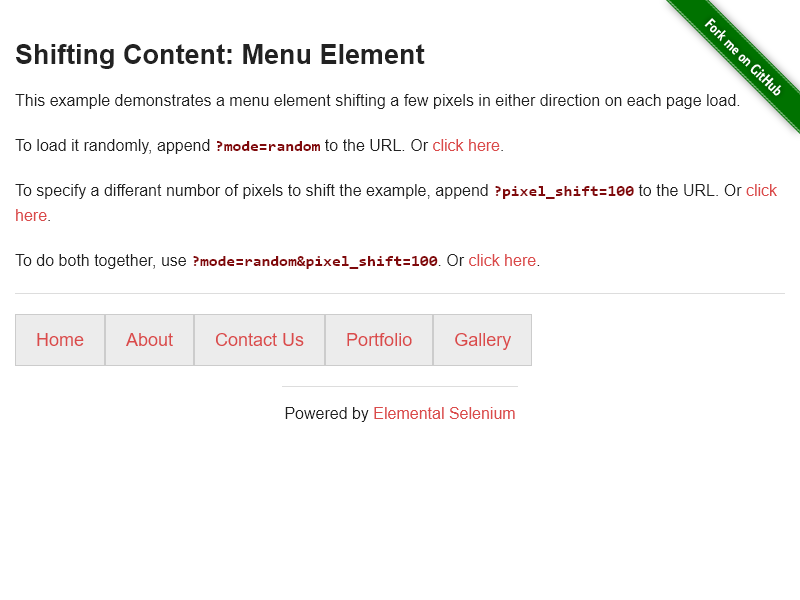 Fork me on GitHub
Shifting Content: Menu Element
This example demonstrates a menu element shifting a few pixels in either direction on each page load.
To load it randomly, append ?mode=random to the URL. Or click here.
To specify a differant numbor of pixels to shift the example, append ?pixel_shift=100 to the URL. Or click
here.
To do both together, use ?mode=random&pixel_shift=100. Or click here.
Home About Contact Us Portfolio Gallery
Powered by Elemental Selenium